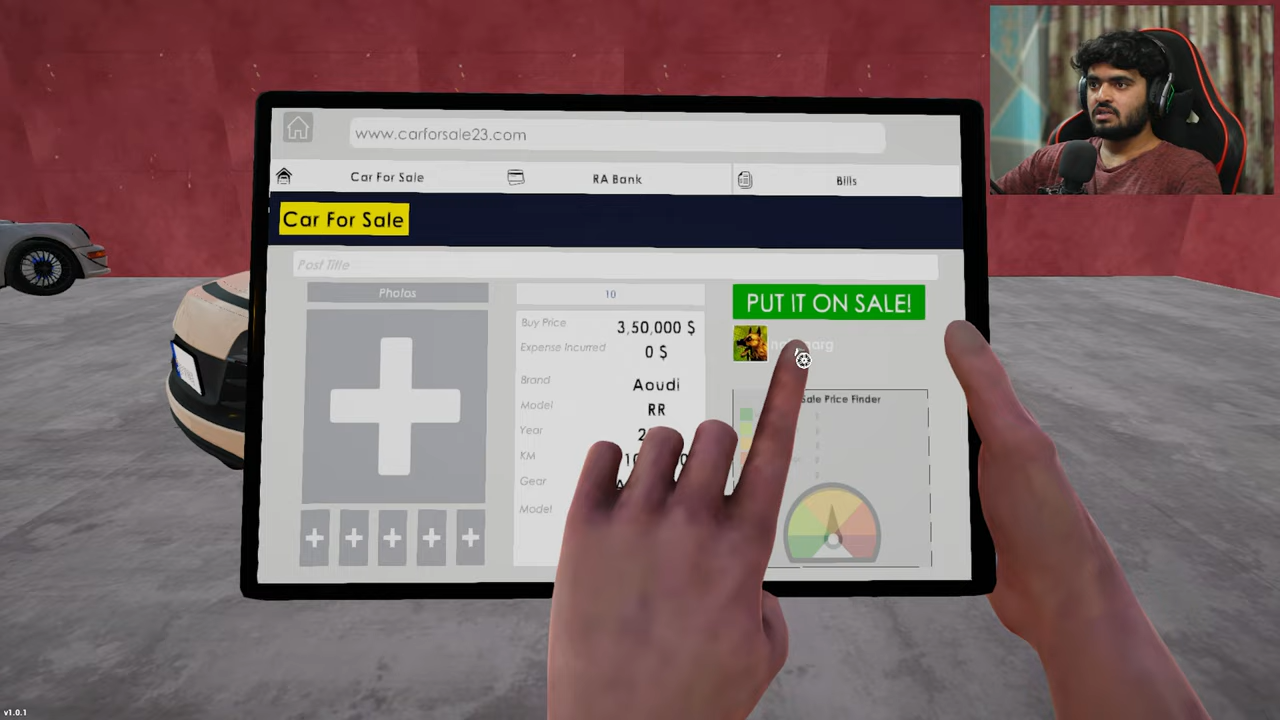 www.carforsale23.com
Car For Sale
RA Bank
Bills
Car For Sale
Post Title
Photos
10
PUT IT ON SALE!
Buy Price 3,50,000 $
Expense Incurred 0 $
Brand Aoudi
Model RR
Year
KM
Gear
Model
Sale Price Finder
v1.0.1